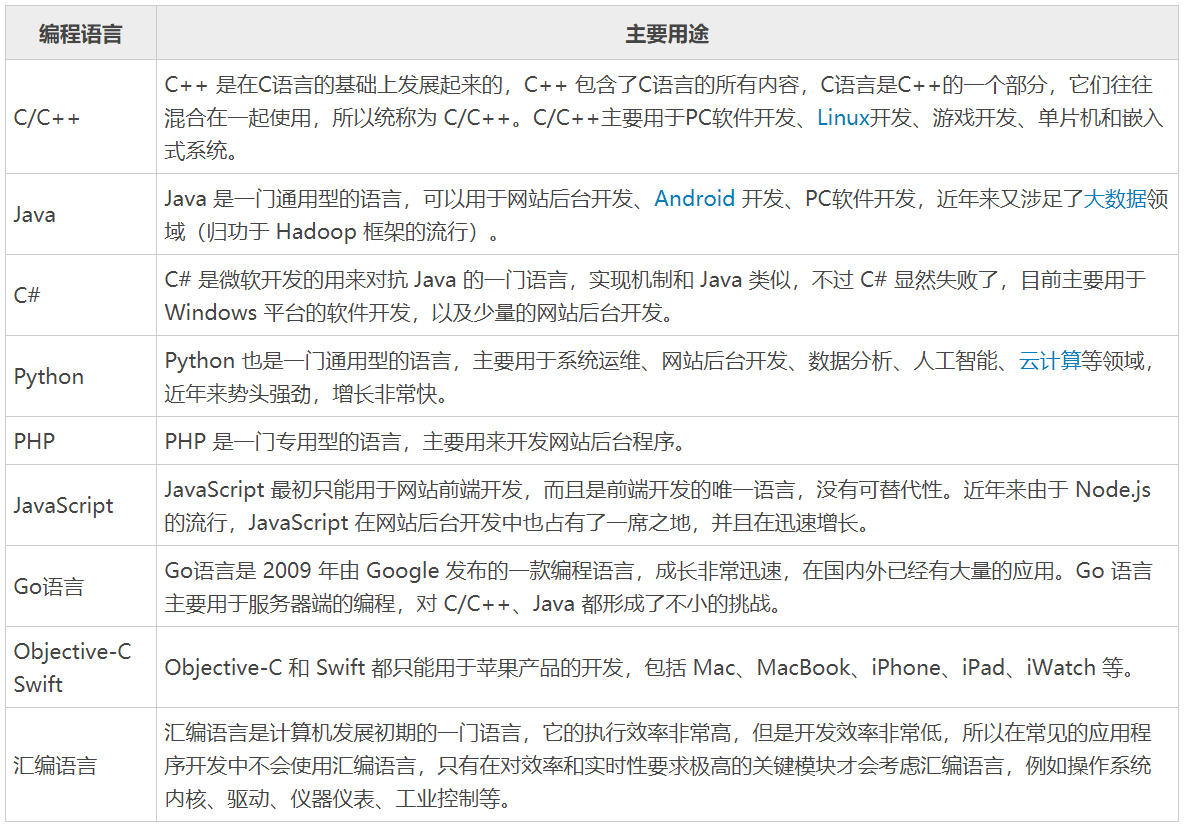 编程语言
主要用途
C/C++
C++ 是在C语言的基础上发展起来的，C++ 包含了C语言的所有内容，C语言是C++的一个部分，它们往往
混合在一起使用，所以统称为 C/C++。C/C++主要用于PC软件开发、Linux开发、游戏开发、单片机和嵌入
式系统。
Java
Java 是一门通用型的语言，可以用于网站后台开发、Android 开发、PC软件开发，近年来又涉足了大数据领
域（归功于 Hadoop 框架的流行）。
C#
C# 是微软开发的用来对抗 Java 的一门语言，实现机制和 Java 类似，不过 C# 显然失败了，目前主要用于
Windows 平台的软件开发，以及少量的网站后台开发。
Python
Python 也是一门通用型的语言，主要用于系统运维、网站后台开发、数据分析、人工智能、云计算等领域，
近年来势头强劲，增长非常快。
PHP
PHP 是一门专用型的语言，主要用来开发网站后台程序。
JavaScript
JavaScript 最初只能用于网站前端开发，而且是前端开发的唯一语言，没有可替代性。近年来由于 Node.js
的流行，JavaScript 在网站后台开发中也占有了一席之地，并且在迅速增长。
Go语言
Go语言是 2009 年由 Google 发布的一款编程语言，成长非常迅速，在国内外已经有大量的应用。Go 语言
主要用于服务器端的编程，对 C/C++、Java 都形成了不小的挑战。
Objective-C
Swift
Objective-C 和 Swift 都只能用于苹果产品的开发，包括 Mac、MacBook、iPhone、iPad、iWatch 等。
汇编语言
汇编语言是计算机发展初期的一门语言，它的执行效率非常高，但是开发效率非常低，所以在常见的应用程
序开发中不会使用汇编语言，只有在对效率和实时性要求极高的关键模块才会考虑汇编语言，例如操作系统
内核、驱动、仪器仪表、工业控制等。